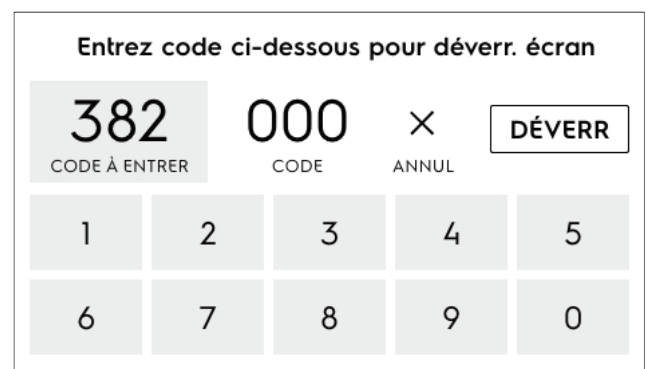 Entrez code ci-dessous pour déverr. écran
382 000 × DÉVERR
CODE À ENTRER CODE ANNUL
1 2 3 4 5
6 7 8 9 0